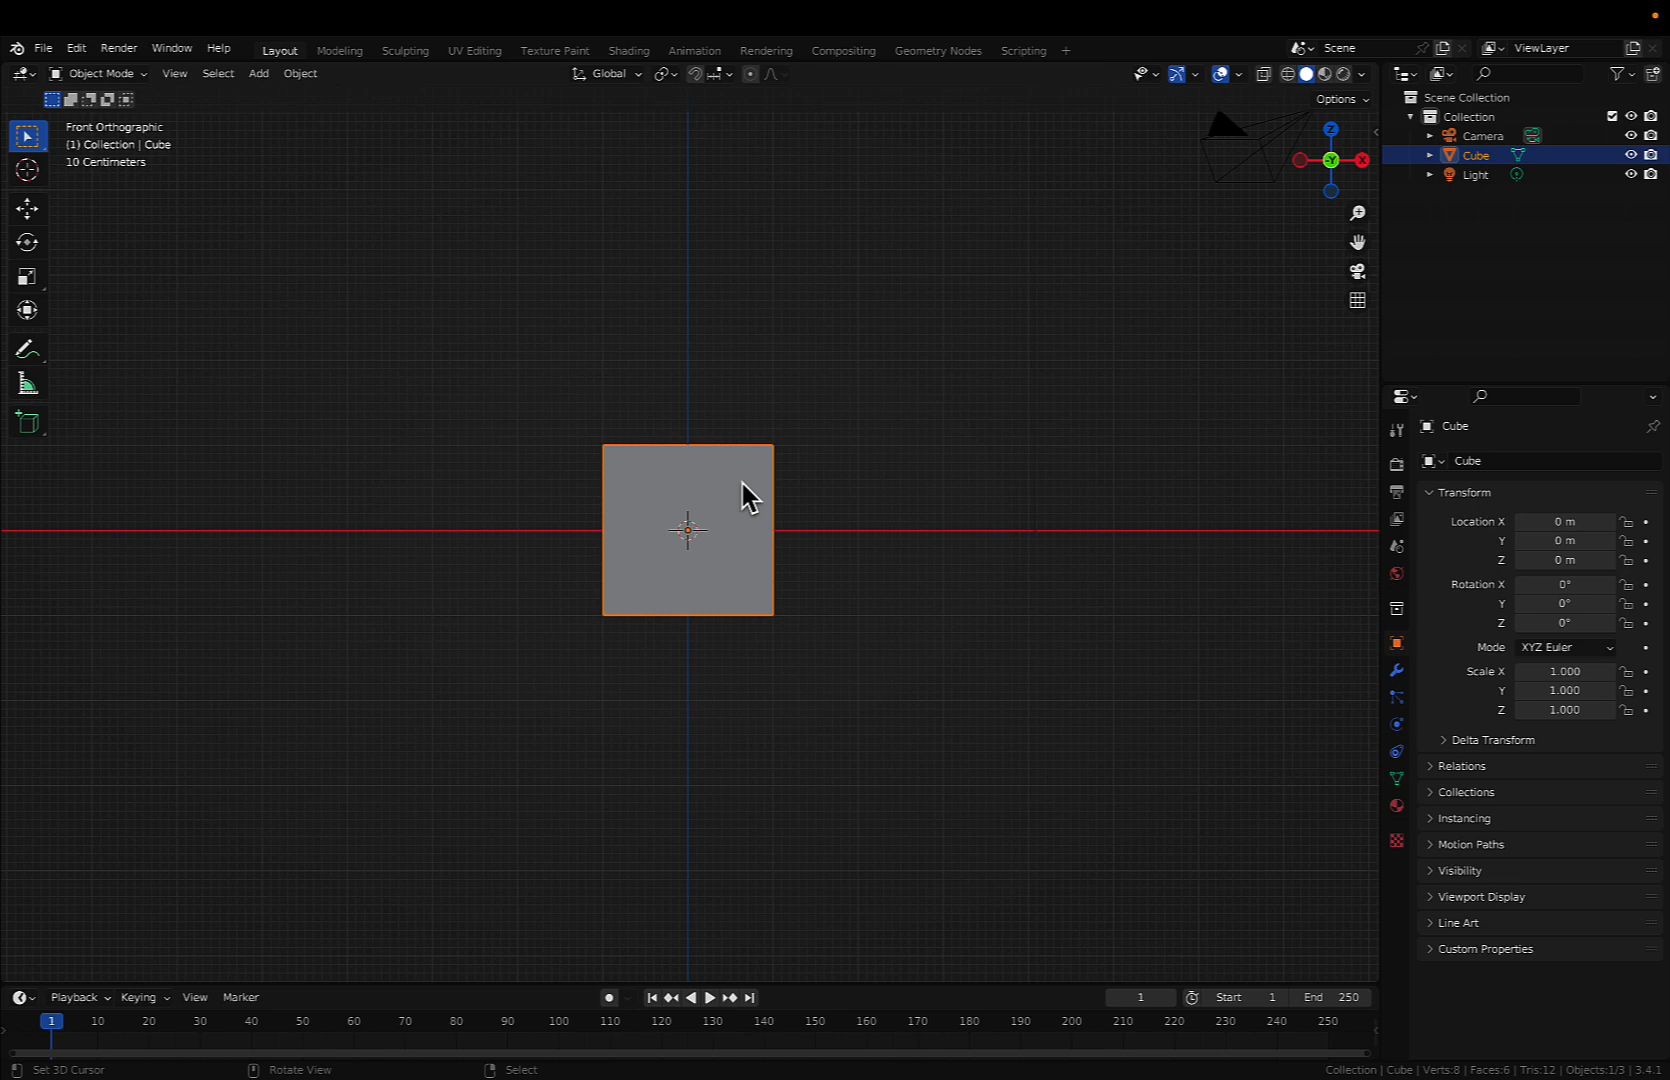 File Edit Render Window Help Layout Modeling Sculpting UV Editing Texture Paint Shading Animation Rendering Compositing Geometry Nodes Scripting + Scene ViewLayer
Object Mode View Select Add Object Global
Options
Front Orthographic
(1) Collection | Cube
10 Centimeters
Z
-Y
X
Scene Collection
Collection
Camera
Cube
Light
Cube
Cube
Transform
Location X 0 m
Y 0 m
Z 0 m
Rotation X 0°
Y 0°
Z 0°
Mode XYZ Euler
Scale X 1.000
Y 1.000
Z 1.000
Delta Transform
Relations
Collections
Instancing
Motion Paths
Visibility
Viewport Display
Line Art
Custom Properties
Playback Keying View Marker 1 Start 1 End 250
1 10 20 30 40 50 60 70 80 90 100 110 120 130 140 150 160 170 180 190 200 210 220 230 240 250
Set 3D Cursor Rotate View Select Collection | Cube | Verts:8 | Faces:6 | Tris:12 | Objects:1/3 | 3.4.1